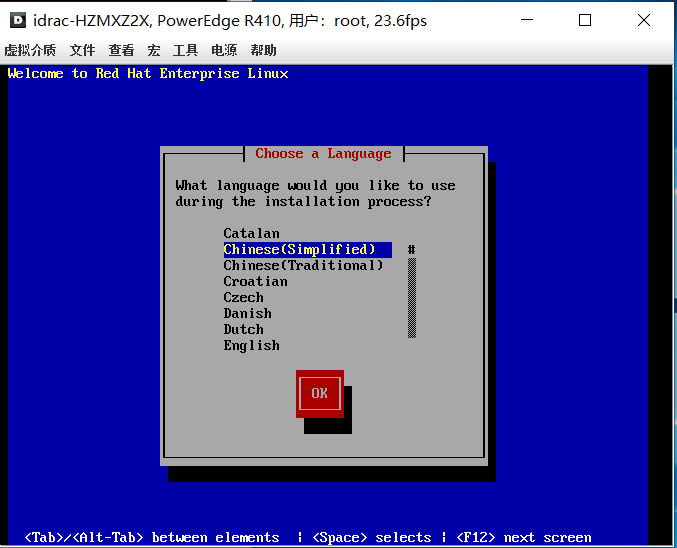 idrac-HZMXZ2X, PowerEdge R410, 用户：root, 23.6fps
虚拟介质 文件 查看 宏 工具 电源 帮助
Welcome to Red Hat Enterprise Linux
Choose a Language
What language would you like to use
during the installation process?
Catalan
Chinese(Simplified) #
Chinese(Traditional)
Croatian
Czech
Danish
Dutch
English
OK
<Tab>/<Alt-Tab> between elements | <Space> selects | <F12> next screen